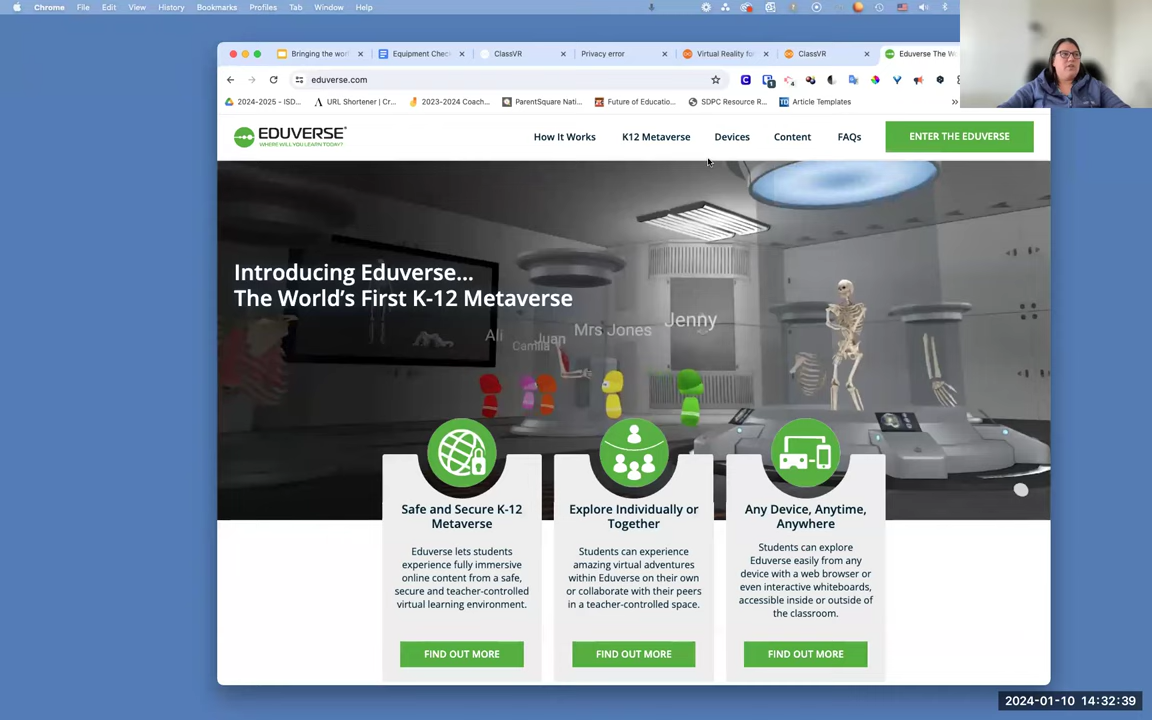 Chrome File Edit View History Bookmarks Profiles Tab Window Help
Bringing the wor
Equipment Chec
ClassVR
Privacy error
Virtual Reality fo
ClassVR
Eduverse The W
eduverse.com
2024-2025 - ISD...
URL Shortener | Cr...
2023-2024 Coach...
ParentSquare Nati...
Future of Educatio...
SDPC Resource R...
Article Templates
»
EDUVERSE
WHERE WILL YOU LEARN TODAY?
How It Works
K12 Metaverse
Devices
Content
FAQs
ENTER THE EDUVERSE
Introducing Eduverse...
The World's First K-12 Metaverse
Ali
Juan
Camila
Mrs Jones
Jenny
Safe and Secure K-12
Metaverse
Eduverse lets students
experience fully immersive
online content from a safe,
secure and teacher-controlled
virtual learning environment.
FIND OUT MORE
Explore Individually or
Together
Students can experience
amazing virtual adventures
within Eduverse on their own
or collaborate with their peers
in a teacher-controlled space.
FIND OUT MORE
Any Device, Anytime,
Anywhere
Students can explore
Eduverse easily from any
device with a web browser or
even interactive whiteboards,
accessible inside or outside of
the classroom.
FIND OUT MORE
2024-01-10 14:32:39